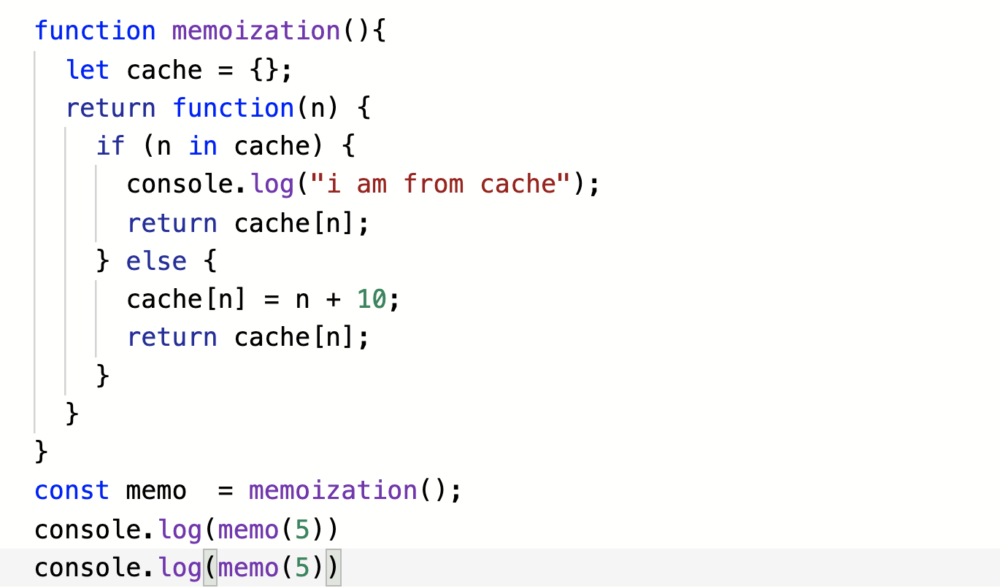 function memoization(){
  let cache = {};
  return function(n) {
    if (n in cache) {
      console.log("i am from cache");
      return cache[n];
    } else {
      cache[n] = n + 10;
      return cache[n];
    }
  }
}
const memo  = memoization();
console.log(memo(5))
console.log(memo(5))